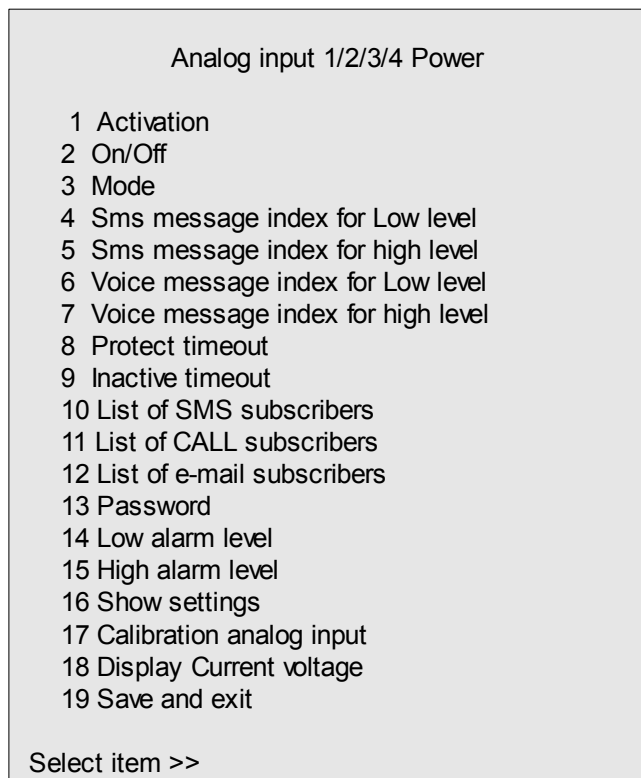 Analog input 1/2/3/4 Power
1 Activation
2 On/Off
3 Mode
4 Sms message index for Low level
5 Sms message index for high level
6 Voice message index for Low level
7 Voice message index for high level
8 Protect timeout
9 Inactive timeout
10 List of SMS subscribers
11 List of CALL subscribers
12 List of e-mail subscribers
13 Password
14 Low alarm level
15 High alarm level
16 Show settings
17 Calibration analog input
18 Display Current voltage
19 Save and exit
Select item >>